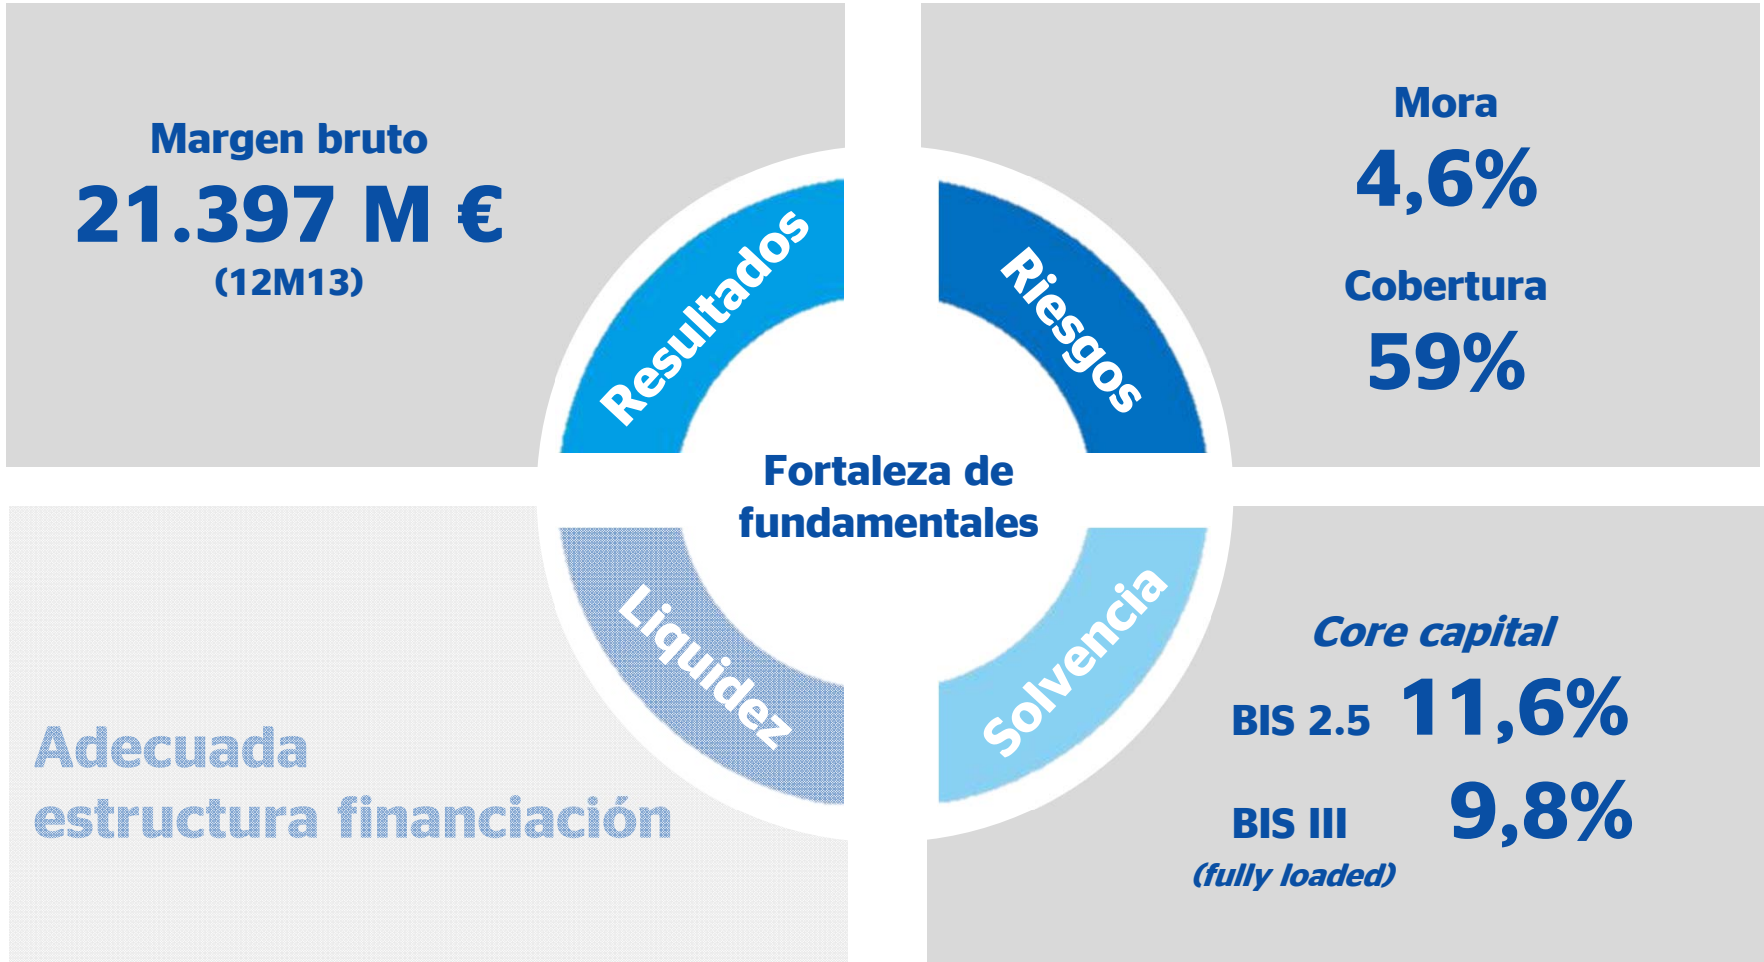 Margen bruto
21.397 M €
(12M13)
Resultados
Mora
4,6%
Cobertura
59%
Riesgos
Fortaleza de
fundamentales
Liquidez
Adecuada
estructura financiación
Solvencia
Core capital
BIS 2.5 11,6%
BIS III 9,8%
(fully loaded)